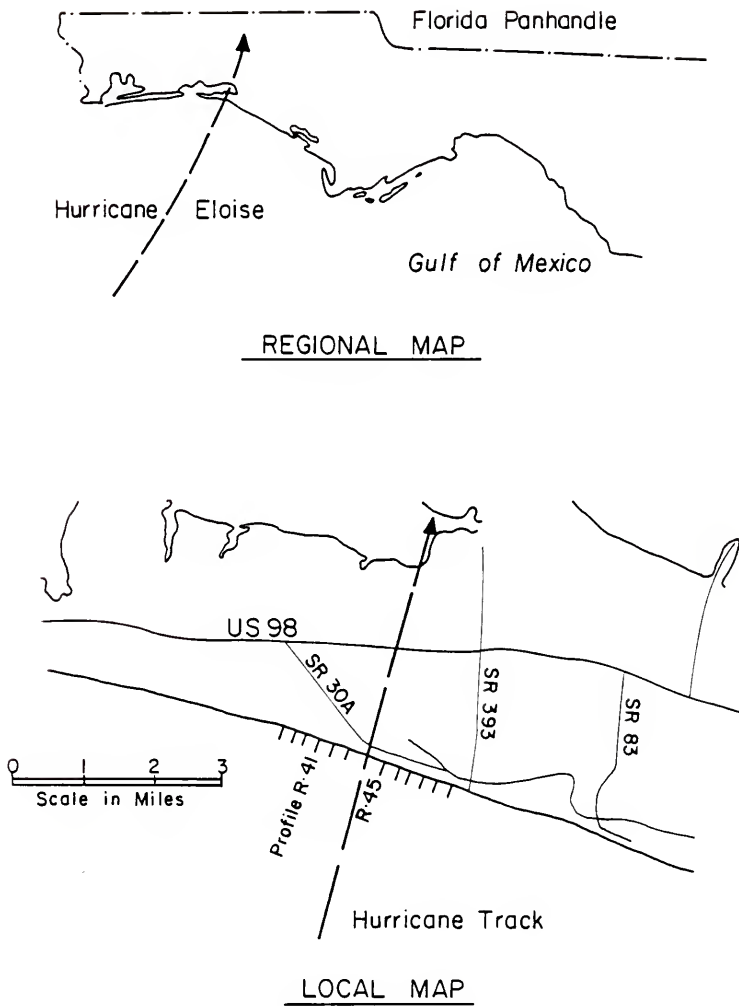 Florida Panhandle
Hurricane Eloise
Gulf of Mexico
REGIONAL MAP
US 98
SR 30A
SR 393
SR 83
0 1 2 3
Scale in Miles
Profile R-41
R-45
Hurricane Track
LOCAL MAP